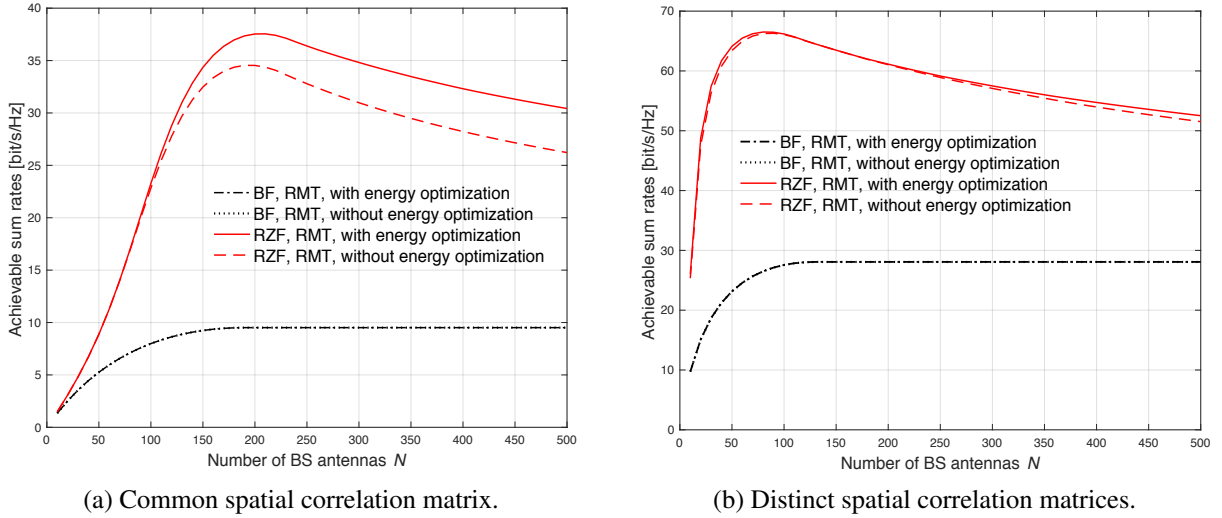 40
35
30
25
20
15
10
5
0
Achievable sum rates [bit/s/Hz]
BF, RMT, with energy optimization
BF, RMT, without energy optimization
RZF, RMT, with energy optimization
RZF, RMT, without energy optimization
0 50 100 150 200 250 300 350 400 450 500
Number of BS antennas N
(a) Common spatial correlation matrix.
70
60
50
40
30
20
10
0
Achievable sum rates [bit/s/Hz]
BF, RMT, with energy optimization
BF, RMT, without energy optimization
RZF, RMT, with energy optimization
RZF, RMT, without energy optimization
0 50 100 150 200 250 300 350 400 450 500
Number of BS antennas N
(b) Distinct spatial correlation matrices.